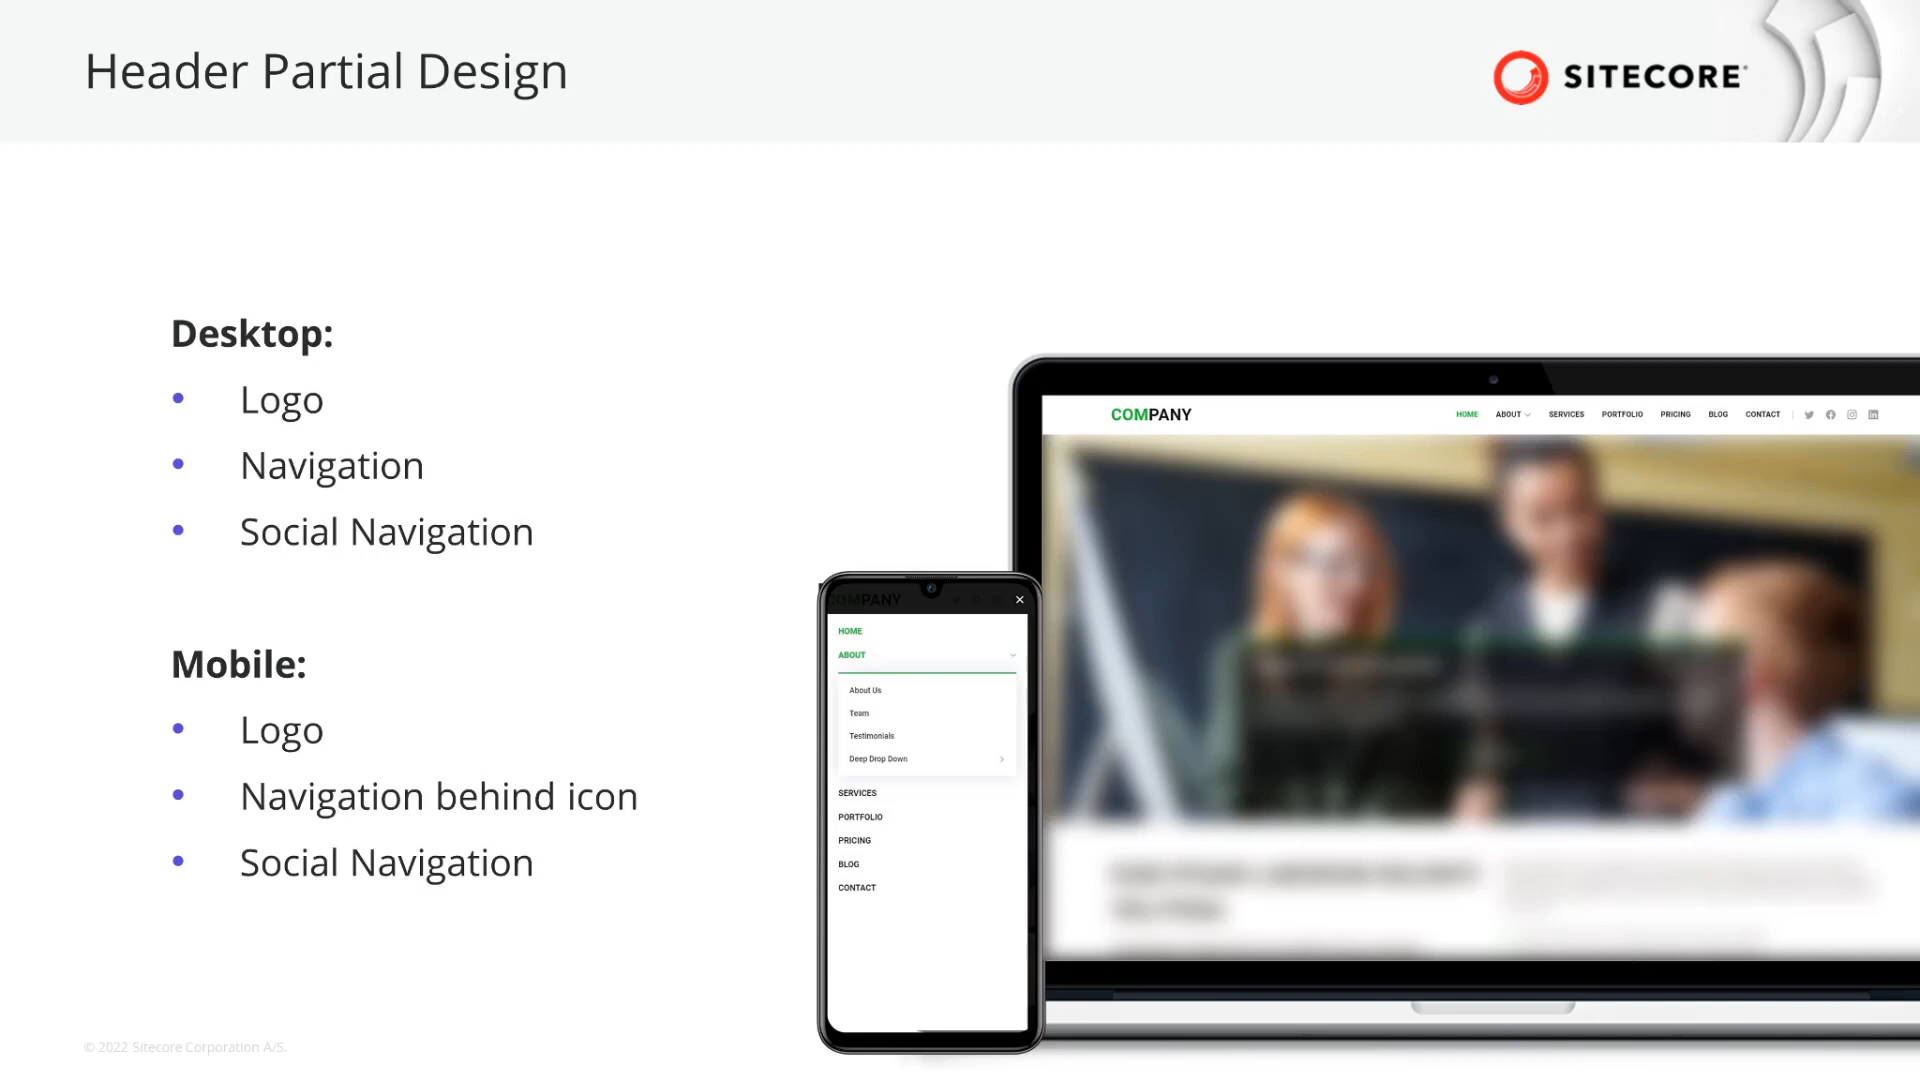 Header Partial Design
SITECORE
Desktop:
• Logo
• Navigation
• Social Navigation
Mobile:
• Logo
• Navigation behind icon
• Social Navigation
COMPANY
HOME ABOUT SERVICES PORTFOLIO PRICING BLOG CONTACT
COMPANY
HOME
ABOUT
About Us
Team
Testimonials
Deep Drop Down
SERVICES
PORTFOLIO
PRICING
BLOG
CONTACT
© 2022 Sitecore Corporation A/S.